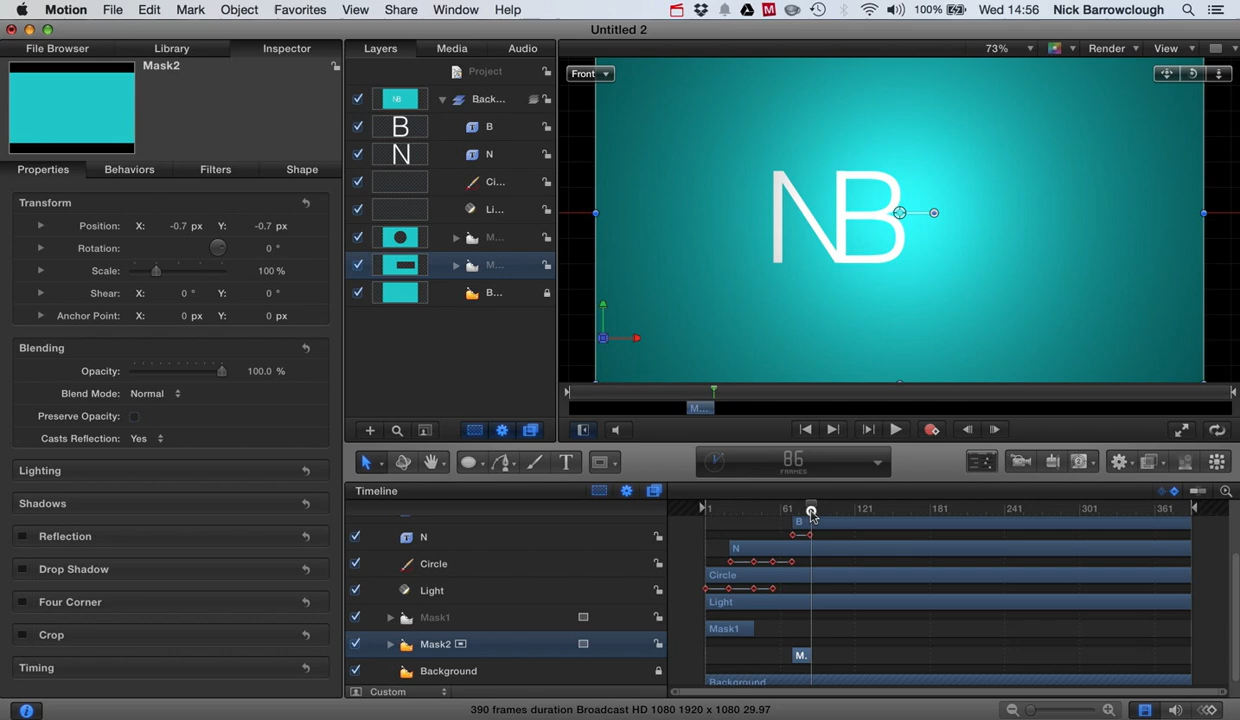 Motion File Edit Mark Object Favorites View Share Window Help 100% Wed 14:56 Nick Barrowclough
Untitled 2
File Browser Library Inspector Layers Media Audio 73% Render View
Mask2
Project
Front
Back...
B B
N N
Ci...
Li...
M...
M...
B...
NB
NB
Properties Behaviors Filters Shape
Transform
Position: X: -0.7 px Y: -0.7 px
Rotation: 0 °
Scale: 100 %
Shear: X: 0 ° Y: 0 °
Anchor Point: X: 0 px Y: 0 px
Blending
Opacity: 100.0 %
Blend Mode: Normal
Preserve Opacity:
Casts Reflection: Yes
Lighting
Shadows
Reflection
Drop Shadow
Four Corner
Crop
Timing
M...
T
86
FRAMES
Timeline
1 61 121 181 241 301 361
B
N N
Circle Circle
Light Light
Mask1 Mask1
Mask2 M.
Background Background
Custom
390 frames duration Broadcast HD 1080 1920 x 1080 29.97